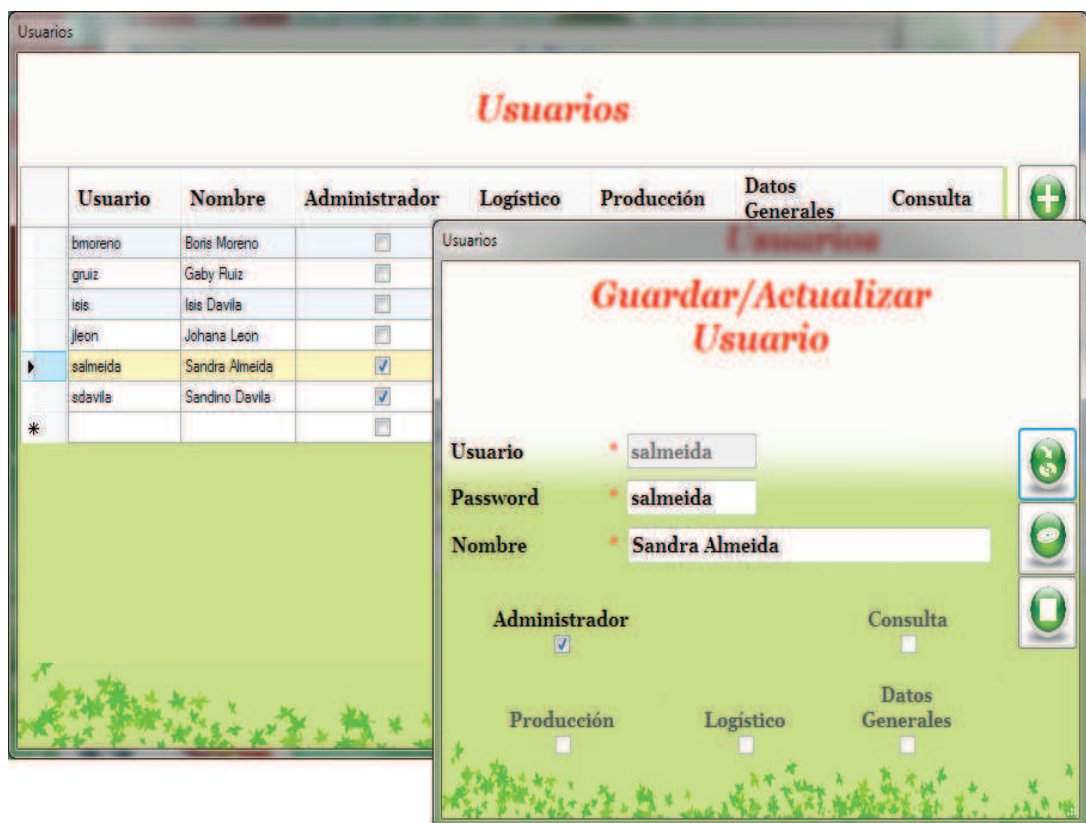 Usuarios
Usuarios
Usuario Nombre Administrador Logístico Producción Datos Generales Consulta
bmoreno Boris Moreno
gruiz Gaby Ruiz
isis Isis Davila
jleon Johana Leon
salmeida Sandra Almeida
sdavila Sandino Davila
Usuarios
Usuarios
Guardar/Actualizar
Usuario
Usuario * salmeida
Password * salmeida
Nombre * Sandra Almeida
Administrador Consulta
Producción Logístico Datos Generales